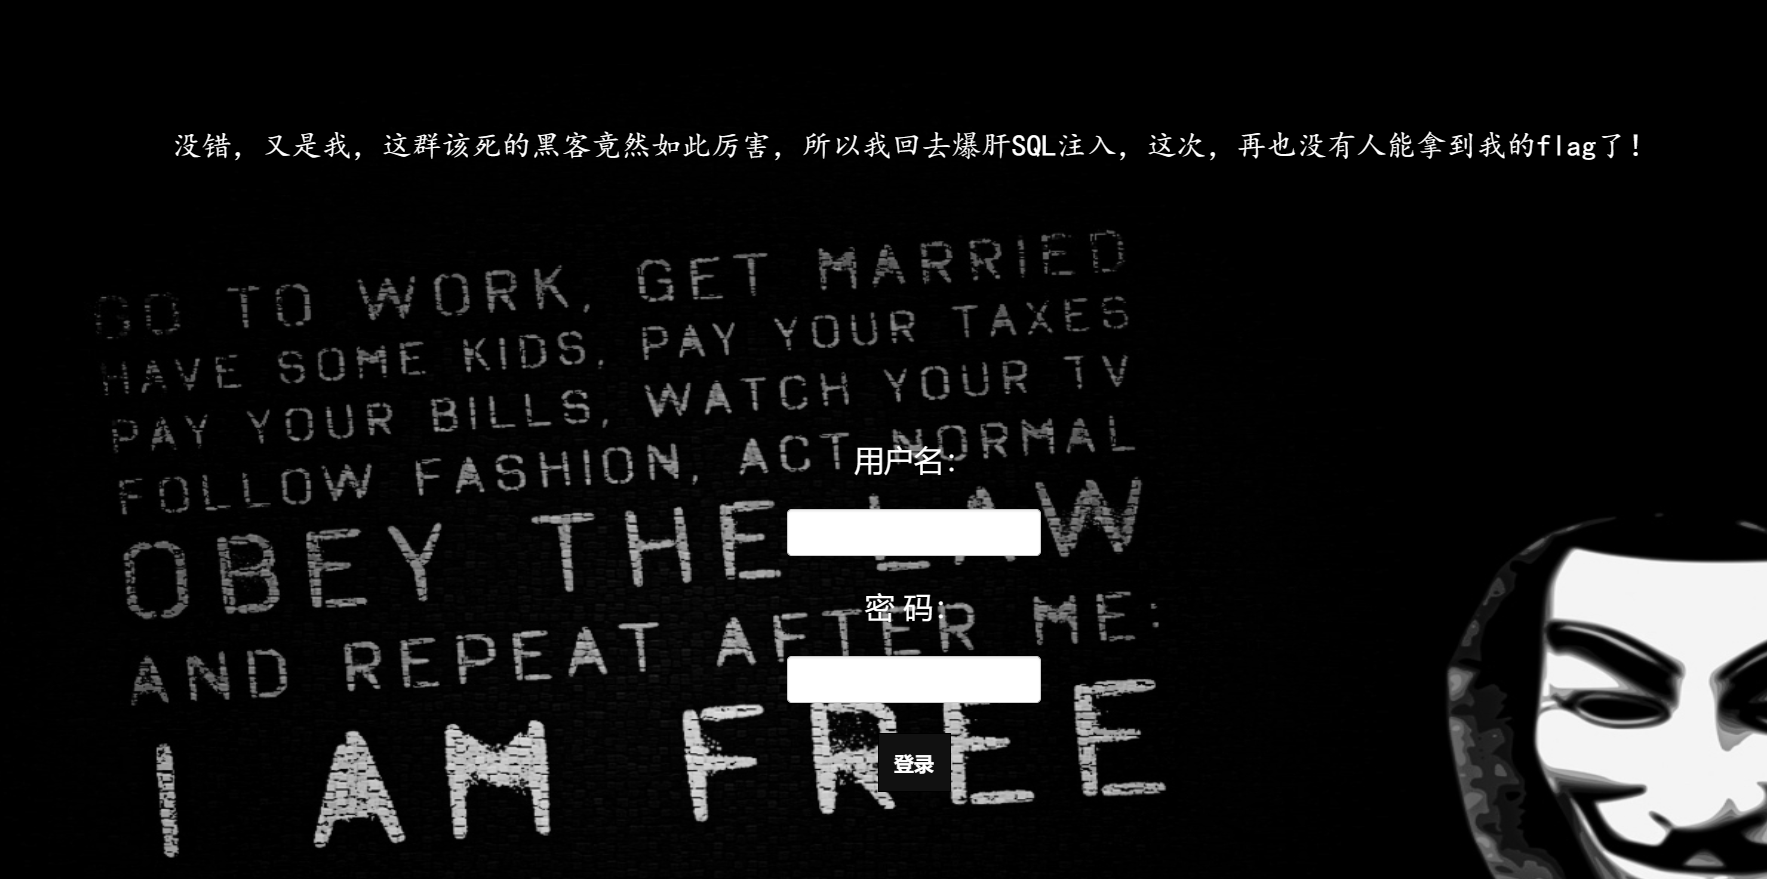 没错，又是我，这群该死的黑客竟然如此厉害，所以我回去爆肝SQL注入，这次，再也没有人能拿到我的flag了！
GO TO WORK, GET MARRIED
HAVE SOME KIDS, PAY YOUR TAXES
PAY YOUR BILLS, WATCH YOUR TV
FOLLOW FASHION, ACT NORMAL
OBEY THE LAW
AND REPEAT AFTER ME:
I AM FREE
用户名：
密 码：
登录